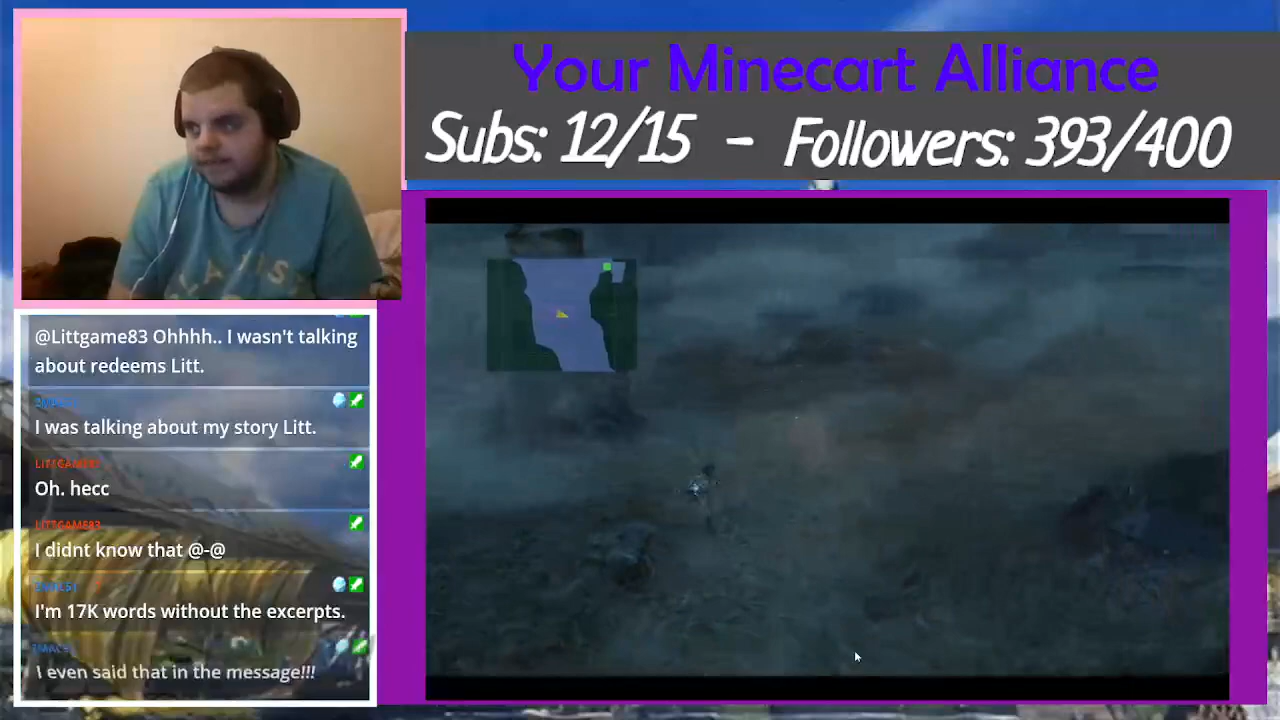 Your Minecart Alliance
Subs: 12/15 - Followers: 393/400
@Littgame83 Ohhhh.. I wasn't talking
about redeems Litt.
I was talking about my story Litt.
LITTGAME83
Oh. hecc
LITTGAME83
I didnt know that @-@
I'm 17K words without the excerpts.
I even said that in the message!!!